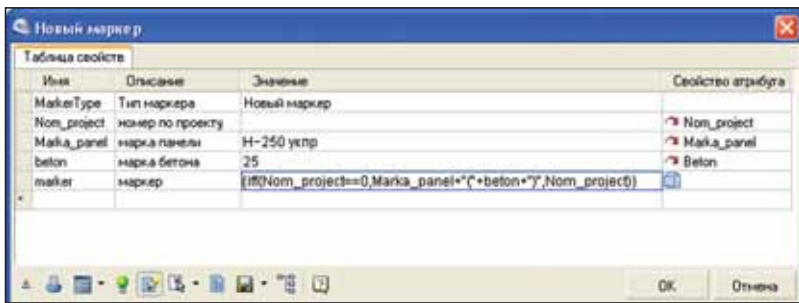 Новый маркер
Таблица свойств
Имя Описание Значение Свойство атрибута
MarkerType Тип маркера Новый маркер
Nom_project номер по проекту Nom_project
Marka_panel марка панели Н-250 укпр Marka_panel
beton марка бетона 25 Beton
marker маркер (iff(Nom_project==0,Marka_panel+"("+beton+")",Nom_project))
OK Отмена